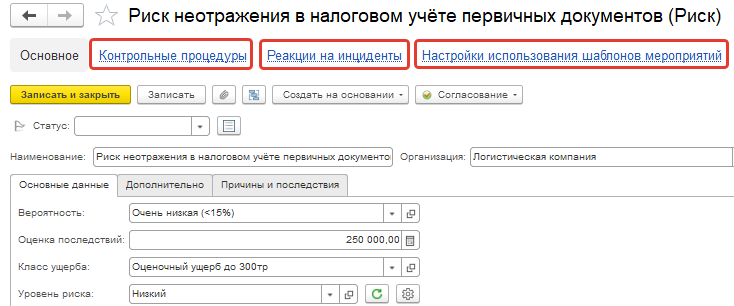 Риск неотражения в налоговом учёте первичных документов (Риск)
Основное Контрольные процедуры Реакции на инциденты Настройки использования шаблонов мероприятий
Записать и закрыть Записать Создать на основании Согласование
Статус:
Наименование: Риск неотражения в налоговом учёте первичных документо Организация: Логистическая компания
Основные данные Дополнительно Причины и последствия
Вероятность: Очень низкая (<15%)
Оценка последствий: 250 000,00
Класс ущерба: Оценочный ущерб до 300тр
Уровень риска: Низкий